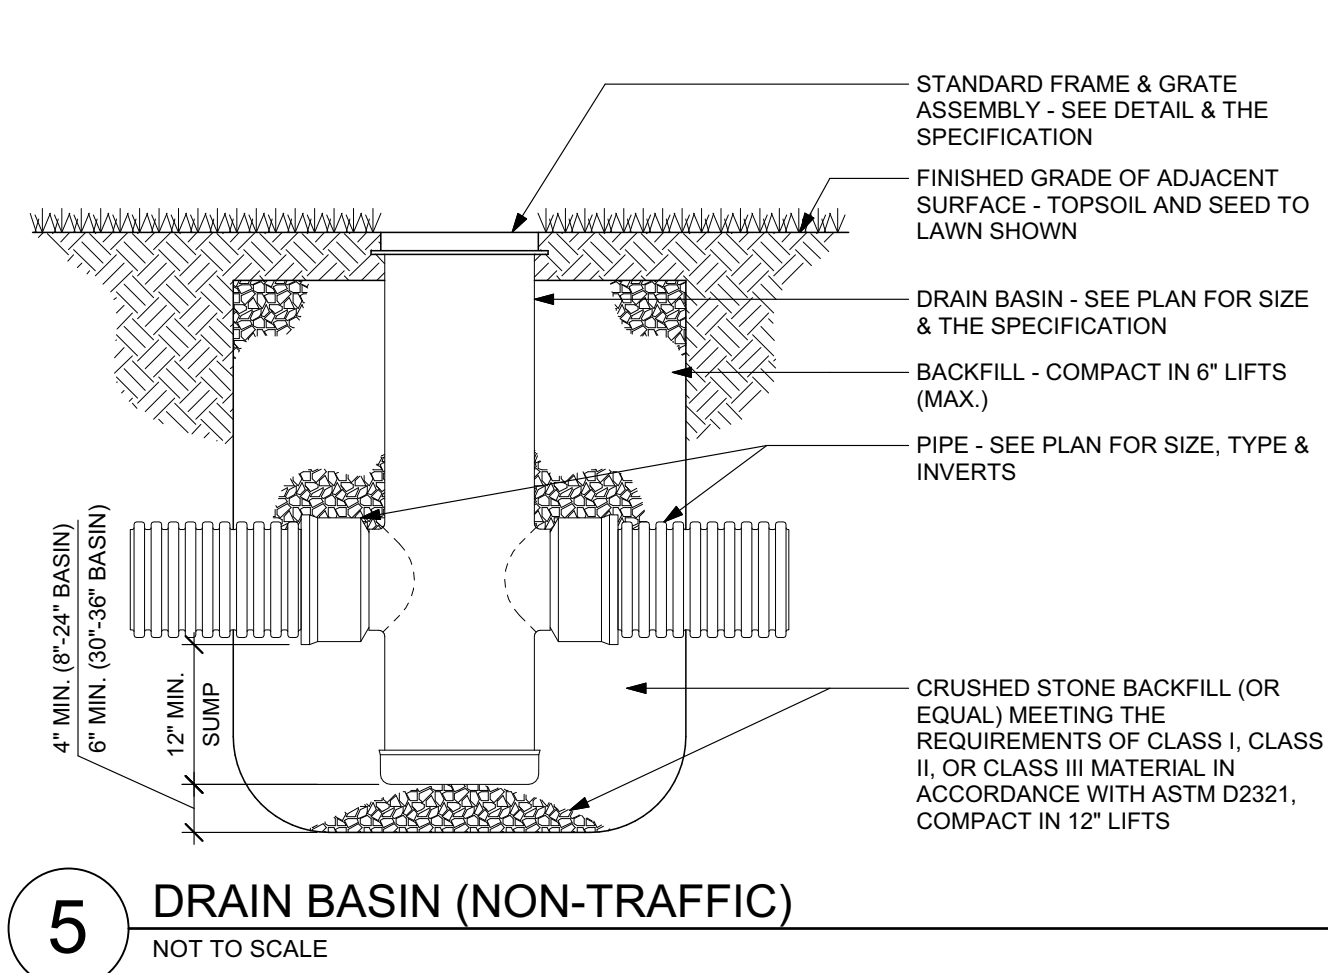 STANDARD FRAME & GRATE
ASSEMBLY - SEE DETAIL & THE
SPECIFICATION
FINISHED GRADE OF ADJACENT
SURFACE - TOPSOIL AND SEED TO
LAWN SHOWN
DRAIN BASIN - SEE PLAN FOR SIZE
& THE SPECIFICATION
BACKFILL - COMPACT IN 6" LIFTS
(MAX.)
PIPE - SEE PLAN FOR SIZE, TYPE &
INVERTS
4" MIN. (8"-24" BASIN)
6" MIN. (30"-36" BASIN)
12" MIN.
SUMP
CRUSHED STONE BACKFILL (OR
EQUAL) MEETING THE
REQUIREMENTS OF CLASS I, CLASS
II, OR CLASS III MATERIAL IN
ACCORDANCE WITH ASTM D2321,
COMPACT IN 12" LIFTS
5
DRAIN BASIN (NON-TRAFFIC)
NOT TO SCALE